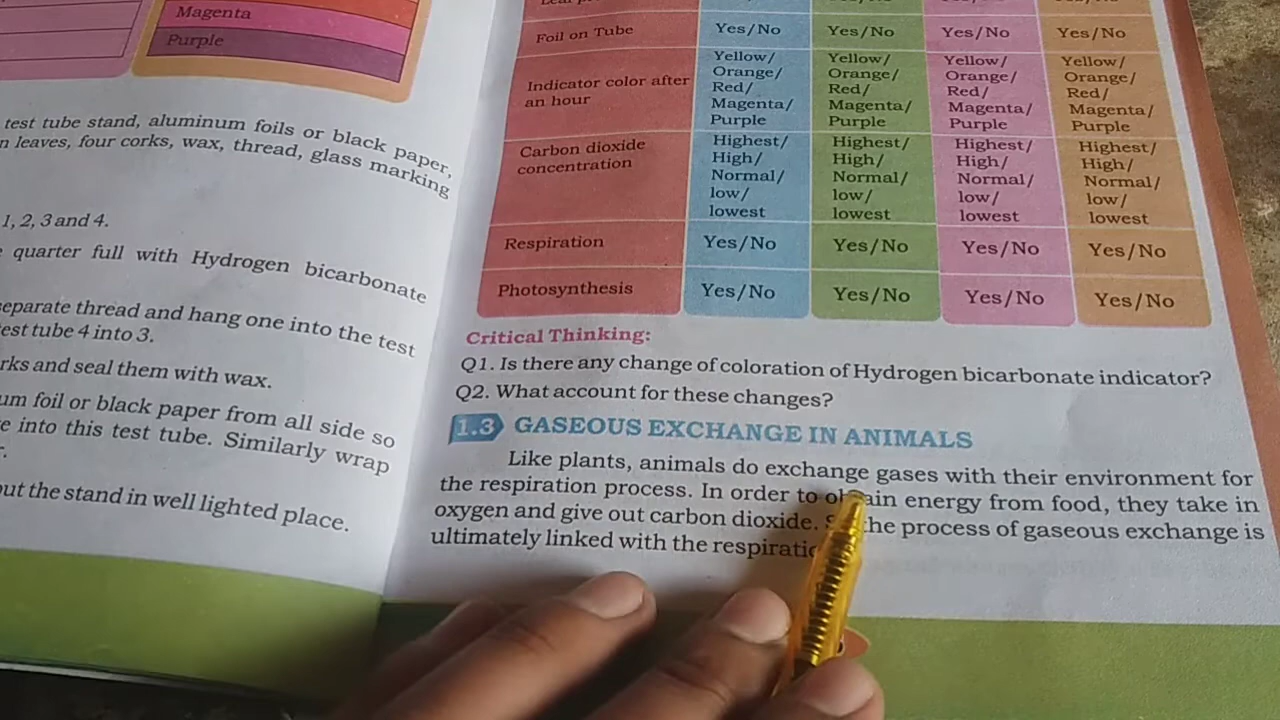 Magenta
Purple
test tube stand, aluminum foils or black paper,
n leaves, four corks, wax, thread, glass marking
1, 2, 3 and 4.
quarter full with Hydrogen bicarbonate
separate thread and hang one into the test
est tube 4 into 3.
rks and seal them with wax.
um foil or black paper from all side so
e into this test tube. Similarly wrap
out the stand in well lighted place.
Foil on Tube Yes/No Yes/No Yes/No Yes/No
Indicator color after
an hour
Yellow/
Orange/
Red/
Magenta/
Purple
Yellow/
Orange/
Red/
Magenta/
Purple
Yellow/
Orange/
Red/
Magenta/
Purple
Yellow/
Orange/
Red/
Magenta/
Purple
Carbon dioxide
concentration
Highest/
High/
Normal/
low/
lowest
Highest/
High/
Normal/
low/
lowest
Highest/
High/
Normal/
low/
lowest
Highest/
High/
Normal/
low/
lowest
Respiration Yes/No Yes/No Yes/No Yes/No
Photosynthesis Yes/No Yes/No Yes/No Yes/No
Critical Thinking:
Q1. Is there any change of coloration of Hydrogen bicarbonate indicator?
Q2. What account for these changes?
1.3 GASEOUS EXCHANGE IN ANIMALS
Like plants, animals do exchange gases with their environment for
the respiration process. In order to obtain energy from food, they take in
oxygen and give out carbon dioxide. the process of gaseous exchange is
ultimately linked with the respiratio